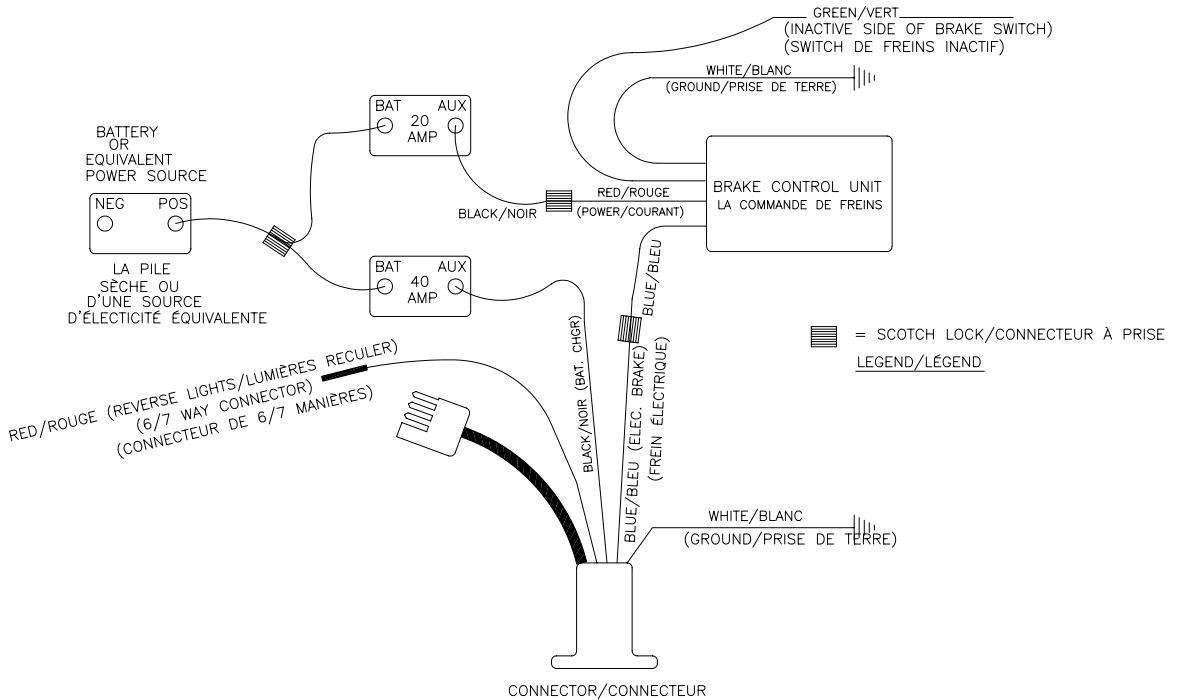 GREEN/VERT
(INACTIVE SIDE OF BRAKE SWITCH)
(SWITCH DE FREINS INACTIF)
WHITE/BLANC
(GROUND/PRISE DE TERRE)
BAT AUX
20
AMP
BATTERY
OR
EQUIVALENT
POWER SOURCE
NEG POS
LA PILE
SÈCHE OU
D'UNE SOURCE
D'ÉLECTICITÉ ÉQUIVALENTE
BLACK/NOIR
RED/ROUGE
(POWER/COURANT)
BRAKE CONTROL UNIT
LA COMMANDE DE FREINS
BAT AUX
40
AMP
BLUE/BLEU
= SCOTCH LOCK/CONNECTEUR À PRISE
LEGEND/LÉGEND
RED/ROUGE (REVERSE LIGHTS/LUMIÈRES RECULER)
(6/7 WAY CONNECTOR)
(CONNECTEUR DE 6/7 MANIÈRES)
BLACK/NOIR (BAT. CHGR)
BLUE/BLEU (ELEC. BRAKE)
(FREIN ÉLECTRIQUE)
WHITE/BLANC
(GROUND/PRISE DE TERRE)
CONNECTOR/CONNECTEUR